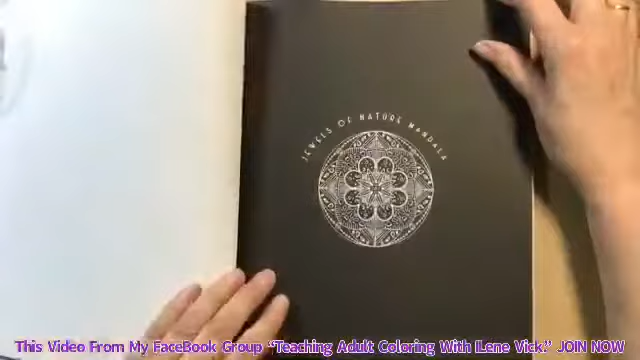 JEWELS OF NATURE MANDALA
This Video From My FaceBook Group "Teaching Adult Coloring With ILene Vick." JOIN NOW